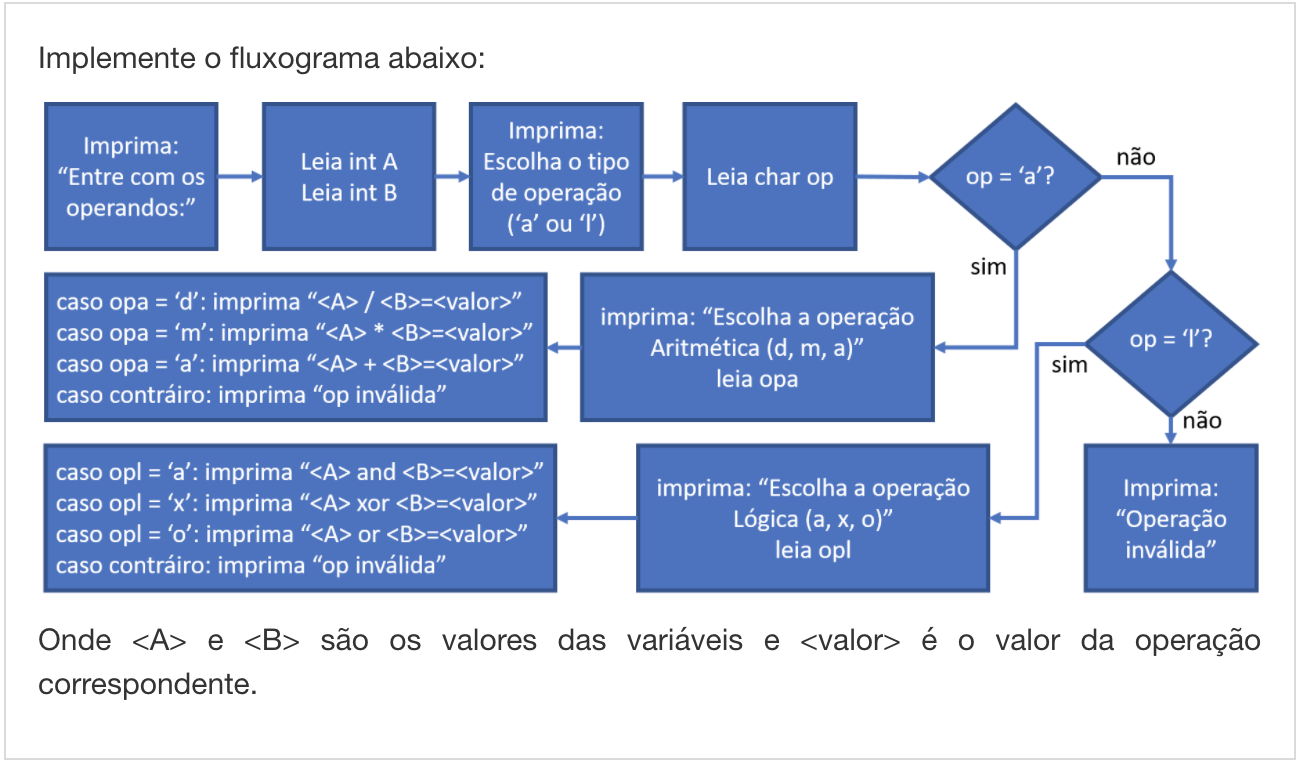 Implemente o fluxograma abaixo:
Imprima:
“Entre com os
operandos:”
Leia int A
Leia int B
Imprima:
Escolha o tipo
de operação
(‘a’ ou ‘l’)
Leia char op
op = ‘a’?
não
sim
op = ‘l’?
sim
não
imprima: “Escolha a operação
Aritmética (d, m, a)”
leia opa
caso opa = ‘d’: imprima “<A> / <B>=<valor>”
caso opa = ‘m’: imprima “<A> * <B>=<valor>”
caso opa = ‘a’: imprima “<A> + <B>=<valor>”
caso contráiro: imprima “op inválida”
imprima: “Escolha a operação
Lógica (a, x, o)”
leia opl
caso opl = ‘a’: imprima “<A> and <B>=<valor>”
caso opl = ‘x’: imprima “<A> xor <B>=<valor>”
caso opl = ‘o’: imprima “<A> or <B>=<valor>”
caso contráiro: imprima “op inválida”
Imprima:
“Operação
inválida”
Onde <A> e <B> são os valores das variáveis e <valor> é o valor da operação
correspondente.